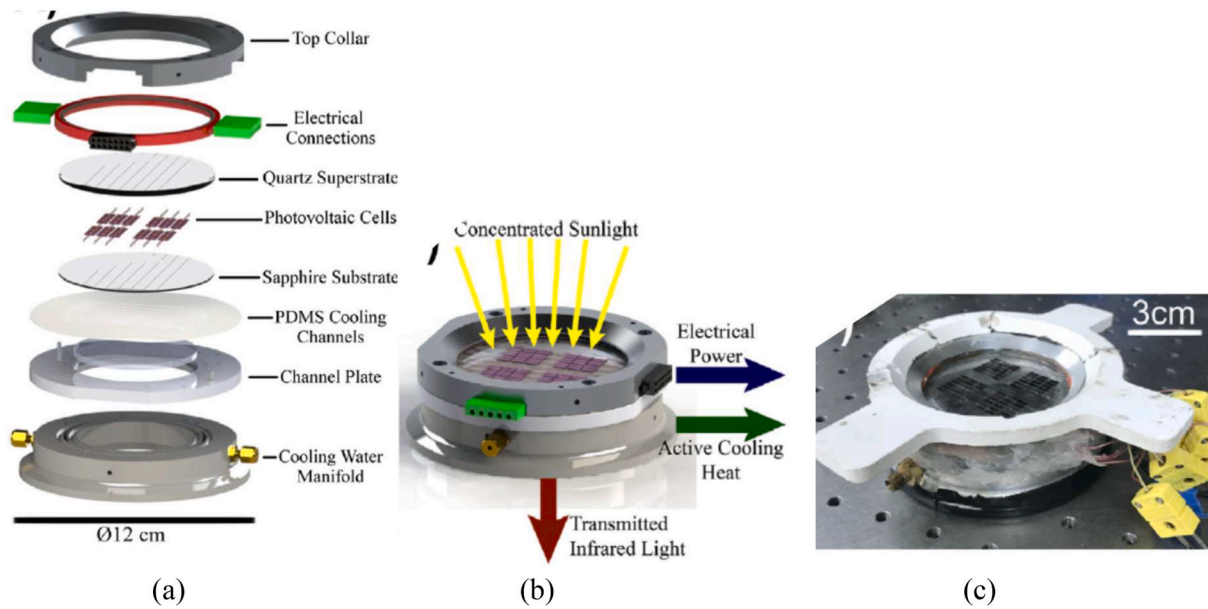 Top Collar
Electrical
Connections
Quartz Superstrate
Photovoltaic Cells
Sapphire Substrate
PDMS Cooling
Channels
Channel Plate
Cooling Water
Manifold
Ø12 cm
(a)
Concentrated Sunlight
Electrical
Power
Active Cooling
Heat
Transmitted
Infrared Light
(b)
3cm
(c)